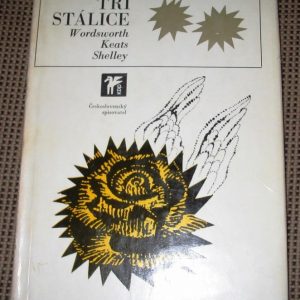 TŘI
STÁLICE
Wordsworth
Keats
Shelley
Československý
spisovatel